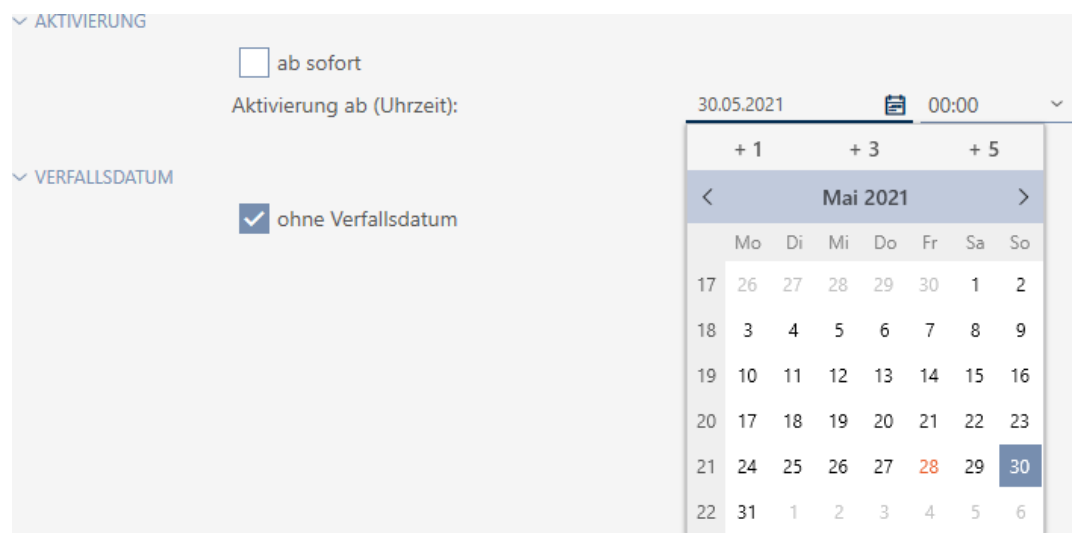 AKTIVIERUNG
ab sofort
Aktivierung ab (Uhrzeit):
30.05.2021
00:00
+ 1 + 3 + 5
VERFALLSDATUM
ohne Verfallsdatum
Mai 2021
Mo Di Mi Do Fr Sa So
17 26 27 28 29 30 1 2
18 3 4 5 6 7 8 9
19 10 11 12 13 14 15 16
20 17 18 19 20 21 22 23
21 24 25 26 27 28 29 30
22 31 1 2 3 4 5 6